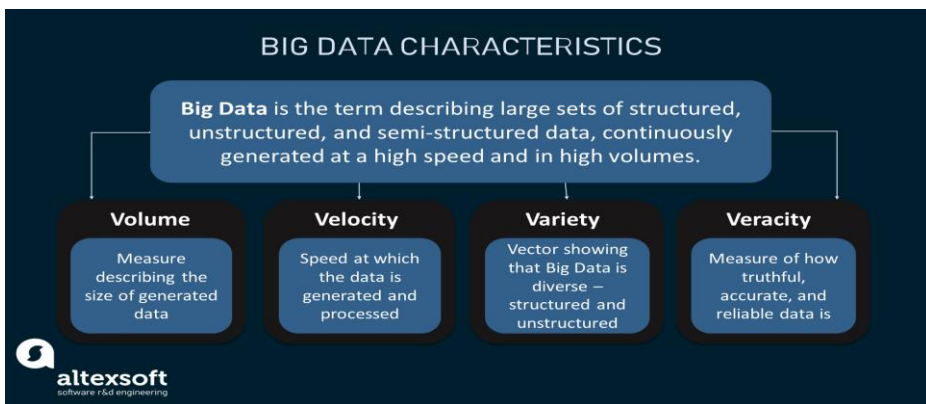 BIG DATA CHARACTERISTICS
Big Data is the term describing large sets of structured,
unstructured, and semi-structured data, continuously
generated at a high speed and in high volumes.
Volume
Measure
describing the
size of generated
data
Velocity
Speed at which
the data is
generated and
processed
Variety
Vector showing
that Big Data is
diverse –
structured and
unstructured
Veracity
Measure of how
truthful,
accurate, and
reliable data is
altexsoft
software r&d engineering